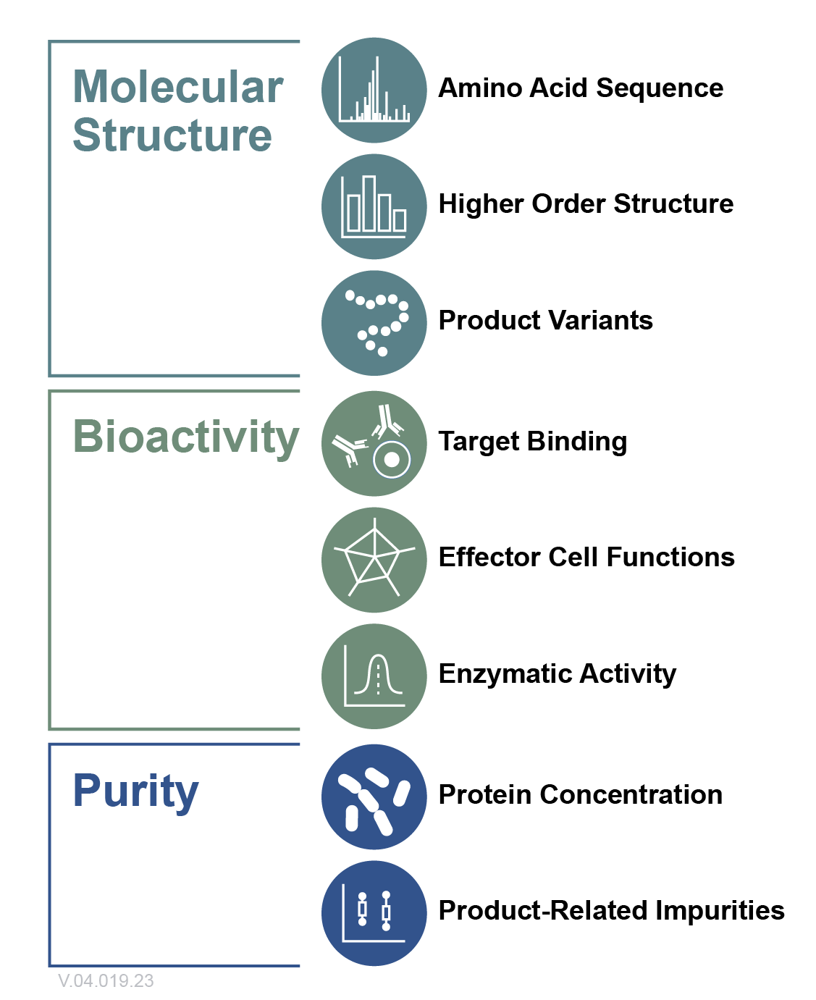 Molecular
Structure
Amino Acid Sequence
Higher Order Structure
Product Variants
Bioactivity
Target Binding
Effector Cell Functions
Enzymatic Activity
Purity
Protein Concentration
Product-Related Impurities
V.04.019.23